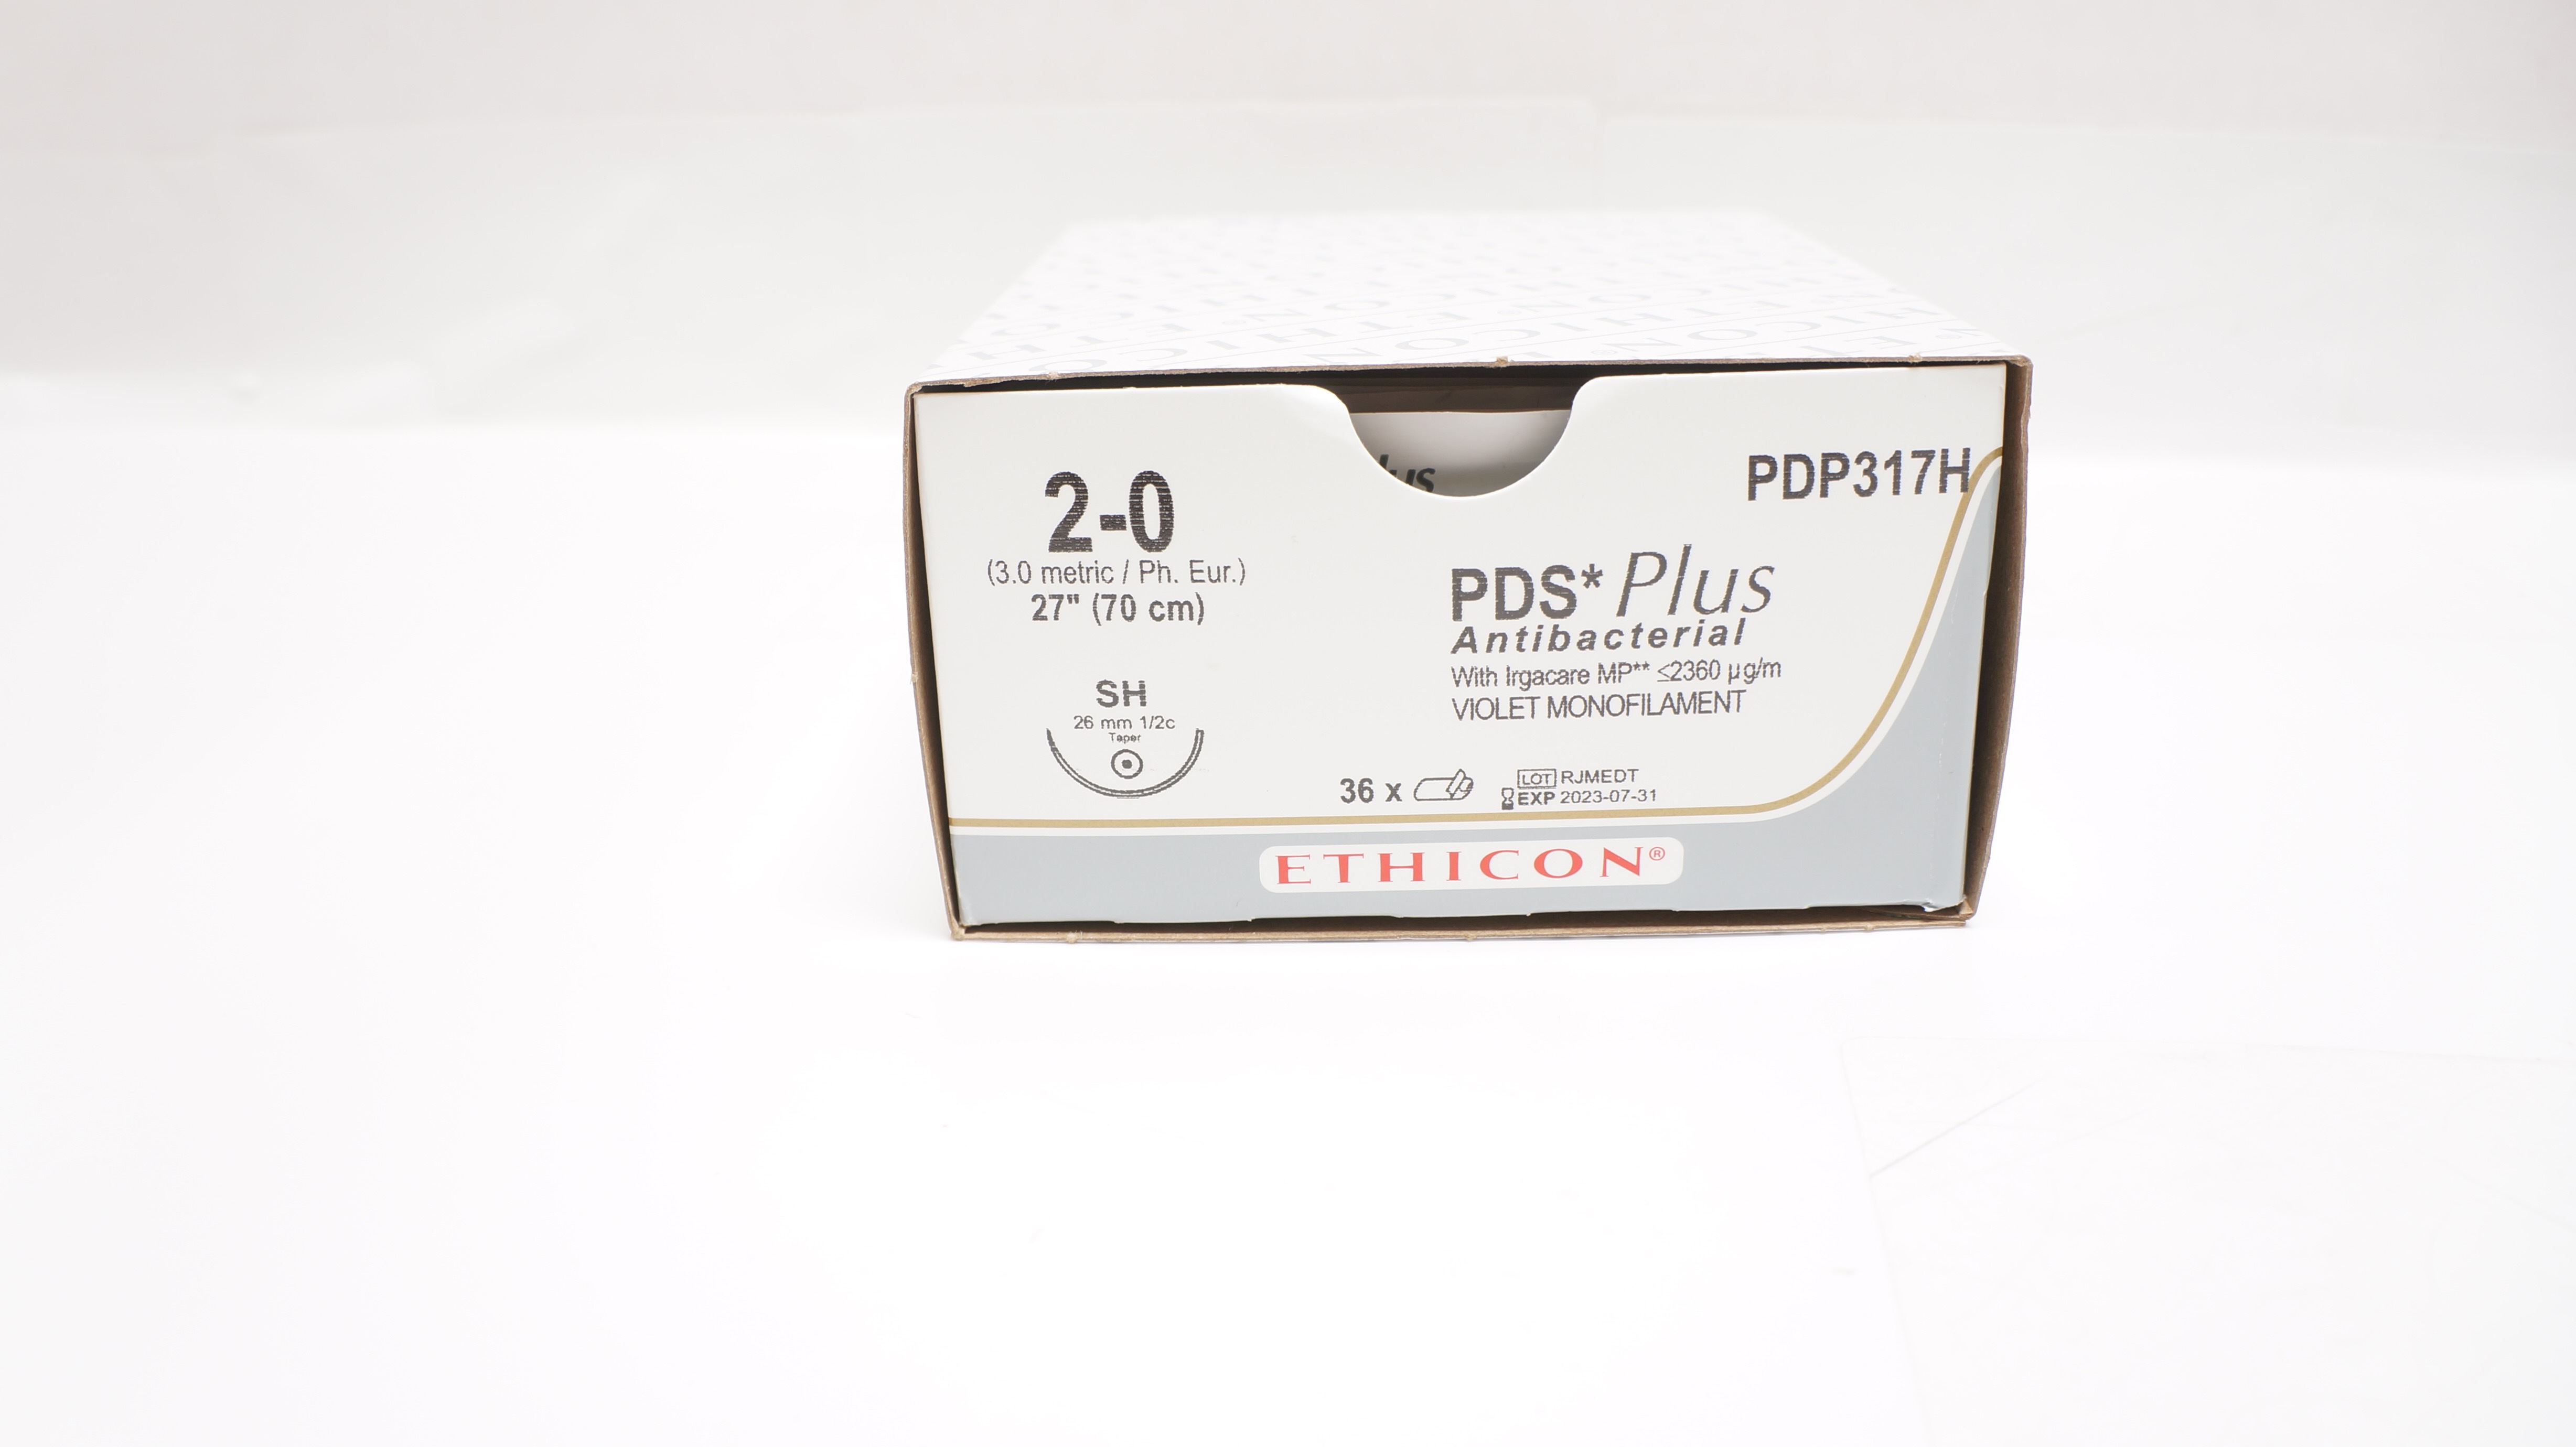 PDP317H
2-0
(3.0 metric / Ph. Eur.)
27" (70 cm)
SH
26 mm 1/2c
Taper
PDS* Plus
Antibacterial
With Irgacare MP** ≤2360 µg/m
VIOLET MONOFILAMENT
36 x
LOT RJMEDT
EXP 2023-07-31
ETHICON®